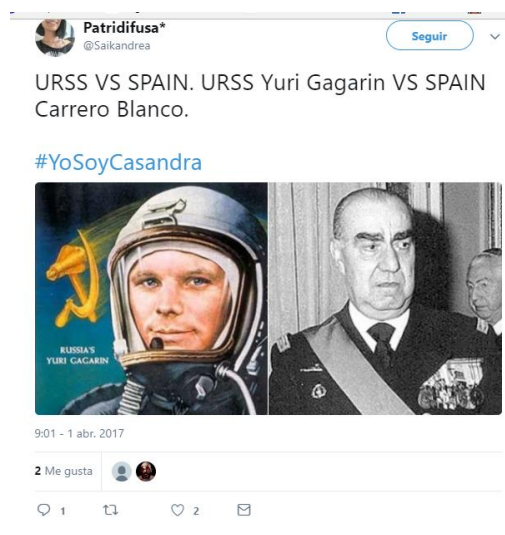 Patridifusa*
@Saikandrea
Seguir
URSS VS SPAIN. URSS Yuri Gagarin VS SPAIN
Carrero Blanco.
#YoSoyCasandra
RUSSIA'S
YURI GAGARIN
9:01 - 1 abr. 2017
2 Me gusta
1
2